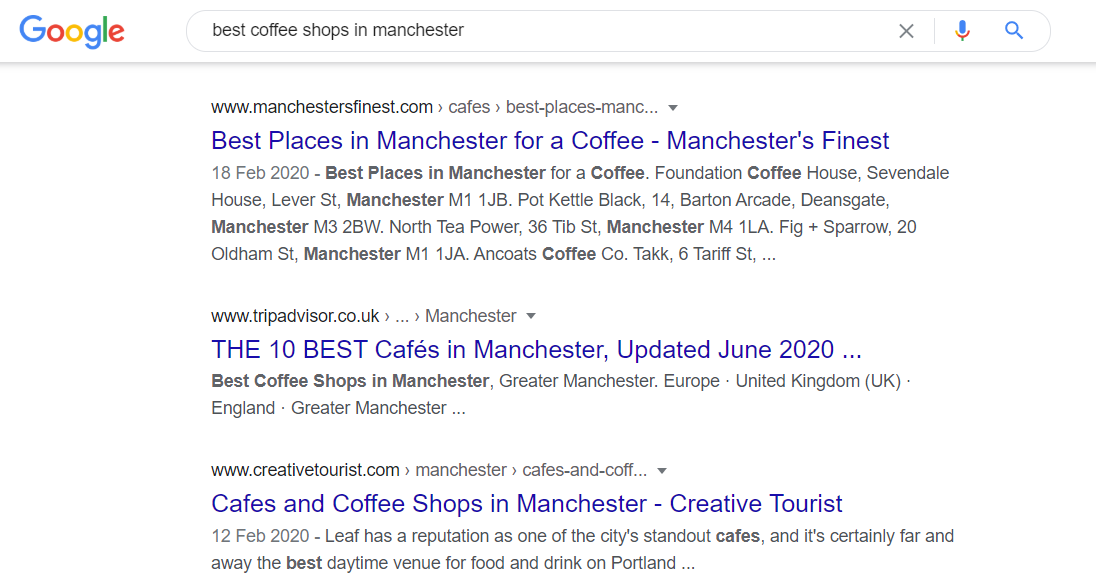 Google
best coffee shops in manchester
www.manchestersfinest.com › cafes › best-places-manc...
Best Places in Manchester for a Coffee - Manchester's Finest
18 Feb 2020 - Best Places in Manchester for a Coffee. Foundation Coffee House, Sevendale
House, Lever St, Manchester M1 1JB. Pot Kettle Black, 14, Barton Arcade, Deansgate,
Manchester M3 2BW. North Tea Power, 36 Tib St, Manchester M4 1LA. Fig + Sparrow, 20
Oldham St, Manchester M1 1JA. Ancoats Coffee Co. Takk, 6 Tariff St, ...
www.tripadvisor.co.uk › ... › Manchester
THE 10 BEST Cafés in Manchester, Updated June 2020 ...
Best Coffee Shops in Manchester, Greater Manchester. Europe · United Kingdom (UK) ·
England · Greater Manchester ...
www.creativetourist.com › manchester › cafes-and-coff...
Cafes and Coffee Shops in Manchester - Creative Tourist
12 Feb 2020 - Leaf has a reputation as one of the city's standout cafes, and it's certainly far and
away the best daytime venue for food and drink on Portland ...